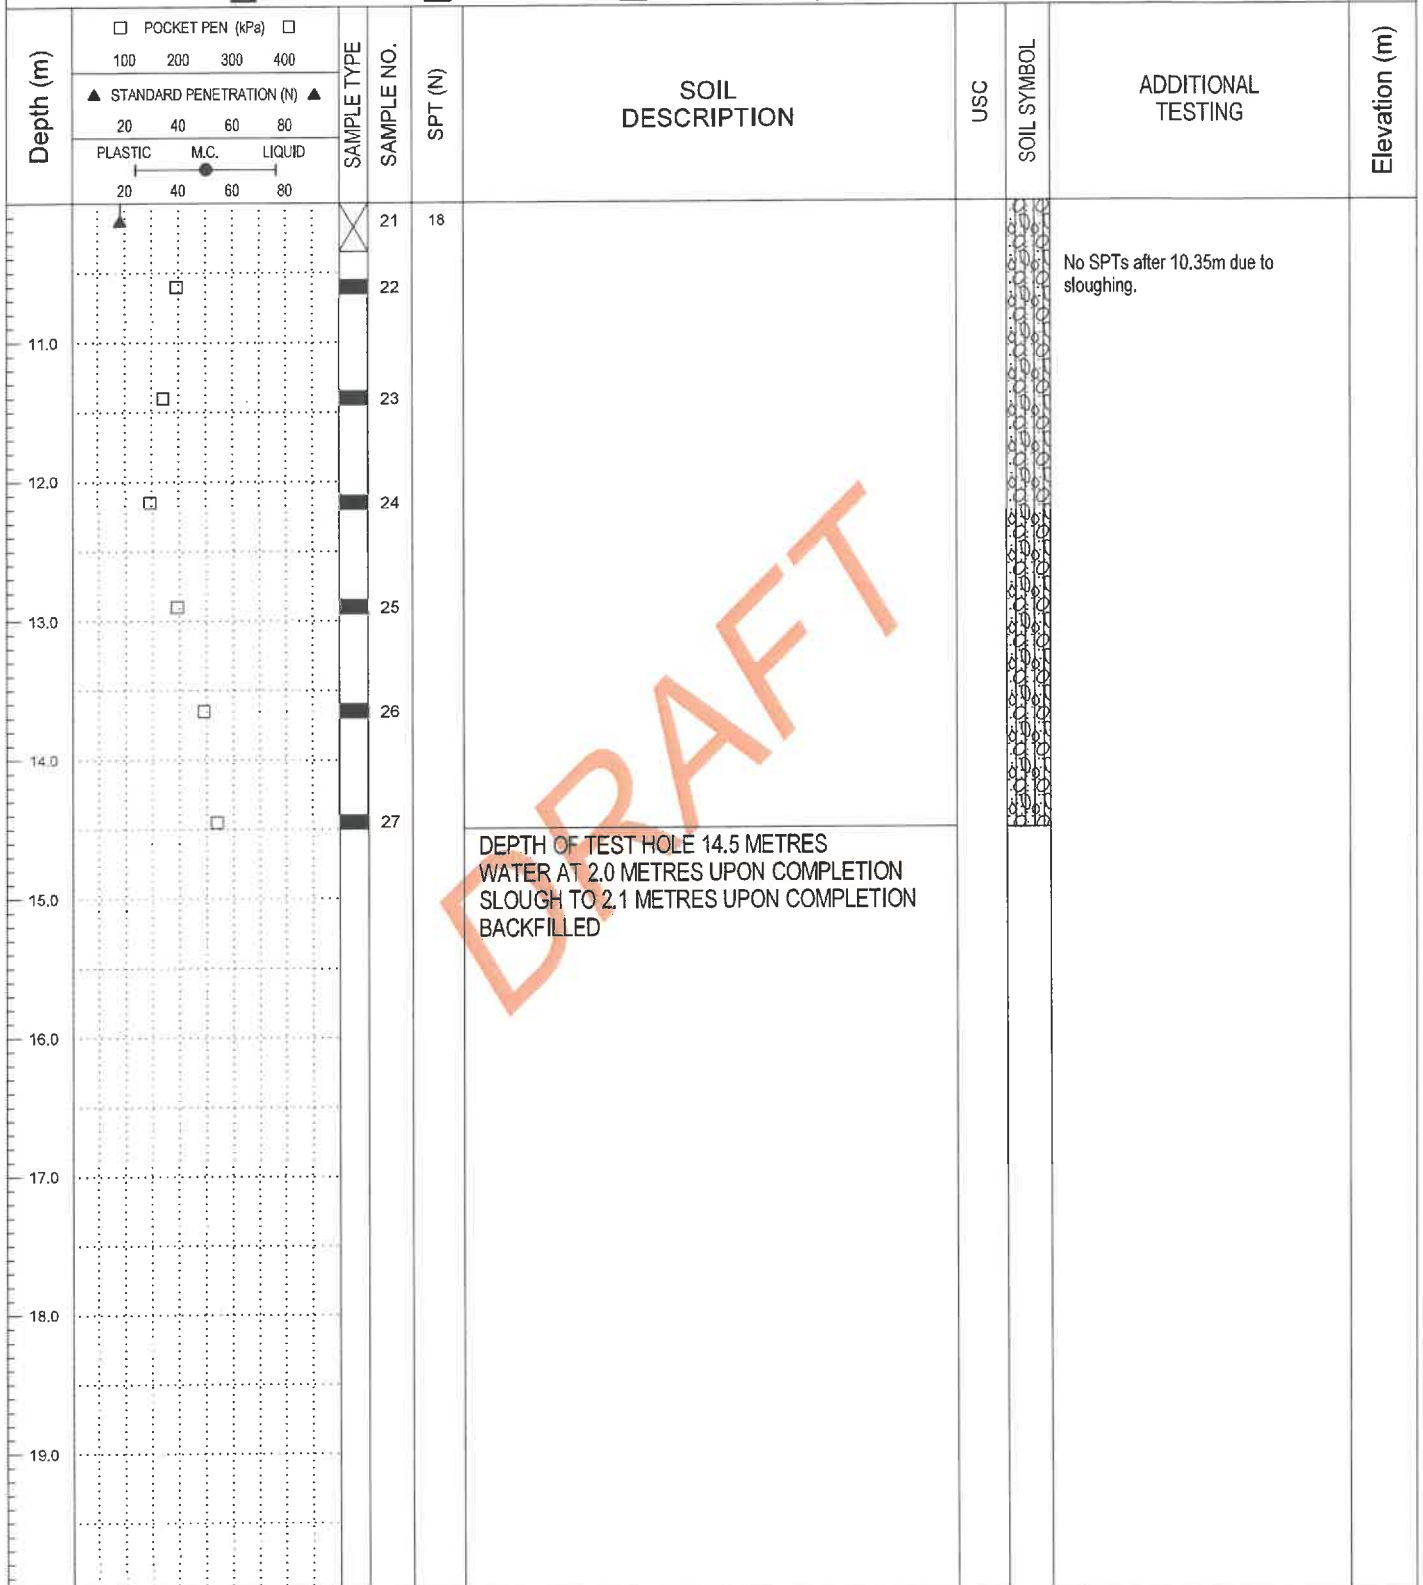 □ POCKET PEN (kPa) □
100 200 300 400
▲ STANDARD PENETRATION (N) ▲
20 40 60 80
PLASTIC M.C. LIQUID
20 40 60 80
Depth (m)
SAMPLE TYPE
SAMPLE NO.
SPT (N)
SOIL
DESCRIPTION
USC
SOIL SYMBOL
ADDITIONAL
TESTING
Elevation (m)
21 18
No SPTs after 10.35m due to
sloughing.
22
11.0
23
12.0
24
25
13.0
26
14.0
27
DEPTH OF TEST HOLE 14.5 METRES
WATER AT 2.0 METRES UPON COMPLETION
SLOUGH TO 2.1 METRES UPON COMPLETION
BACKFILLED
15.0
16.0
17.0
18.0
19.0
DRAFT